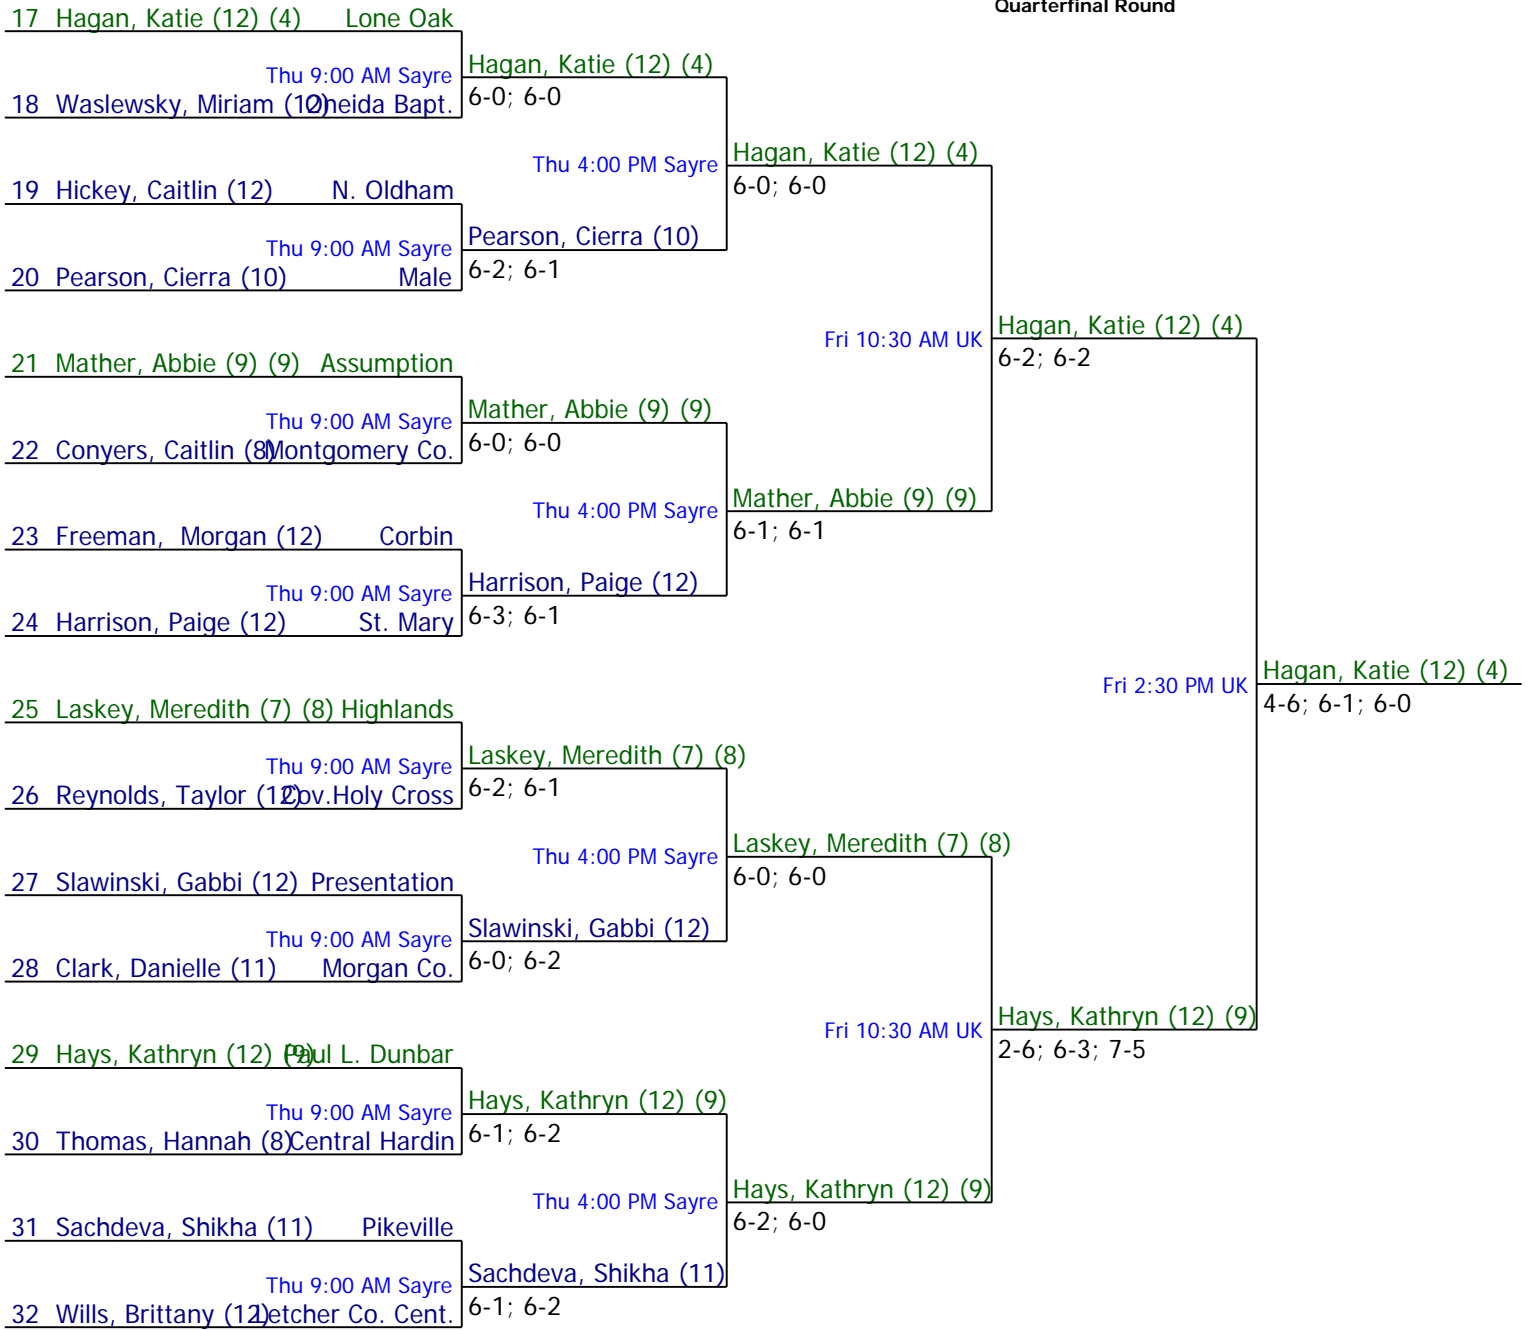 Quarterfinal Round
17 Hagan, Katie (12) (4) Lone Oak
Thu 9:00 AM Sayre
18 Waslewsky, Miriam (12) Oneida Bapt.
Hagan, Katie (12) (4)
6-0; 6-0
Thu 4:00 PM Sayre
19 Hickey, Caitlin (12) N. Oldham
Thu 9:00 AM Sayre
20 Pearson, Cierra (10) Male
Pearson, Cierra (10)
6-2; 6-1
Hagan, Katie (12) (4)
6-0; 6-0
Fri 10:30 AM UK
21 Mather, Abbie (9) (9) Assumption
Thu 9:00 AM Sayre
22 Conyers, Caitlin (8) Montgomery Co.
Mather, Abbie (9) (9)
6-0; 6-0
Thu 4:00 PM Sayre
23 Freeman, Morgan (12) Corbin
Thu 9:00 AM Sayre
24 Harrison, Paige (12) St. Mary
Harrison, Paige (12)
6-3; 6-1
Mather, Abbie (9) (9)
6-1; 6-1
Hagan, Katie (12) (4)
6-2; 6-2
Fri 2:30 PM UK
Hagan, Katie (12) (4)
4-6; 6-1; 6-0
25 Laskey, Meredith (7) (8) Highlands
Thu 9:00 AM Sayre
26 Reynolds, Taylor (12) Cov.Holy Cross
Laskey, Meredith (7) (8)
6-2; 6-1
Thu 4:00 PM Sayre
27 Slawinski, Gabbi (12) Presentation
Thu 9:00 AM Sayre
28 Clark, Danielle (11) Morgan Co.
Slawinski, Gabbi (12)
6-0; 6-2
Laskey, Meredith (7) (8)
6-0; 6-0
Fri 10:30 AM UK
Hays, Kathryn (12) (9)
2-6; 6-3; 7-5
29 Hays, Kathryn (12) (9) Paul L. Dunbar
Thu 9:00 AM Sayre
30 Thomas, Hannah (8) Central Hardin
Hays, Kathryn (12) (9)
6-1; 6-2
Thu 4:00 PM Sayre
Hays, Kathryn (12) (9)
6-2; 6-0
31 Sachdeva, Shikha (11) Pikeville
Thu 9:00 AM Sayre
32 Wills, Brittany (12) Letcher Co. Cent.
Sachdeva, Shikha (11)
6-1; 6-2